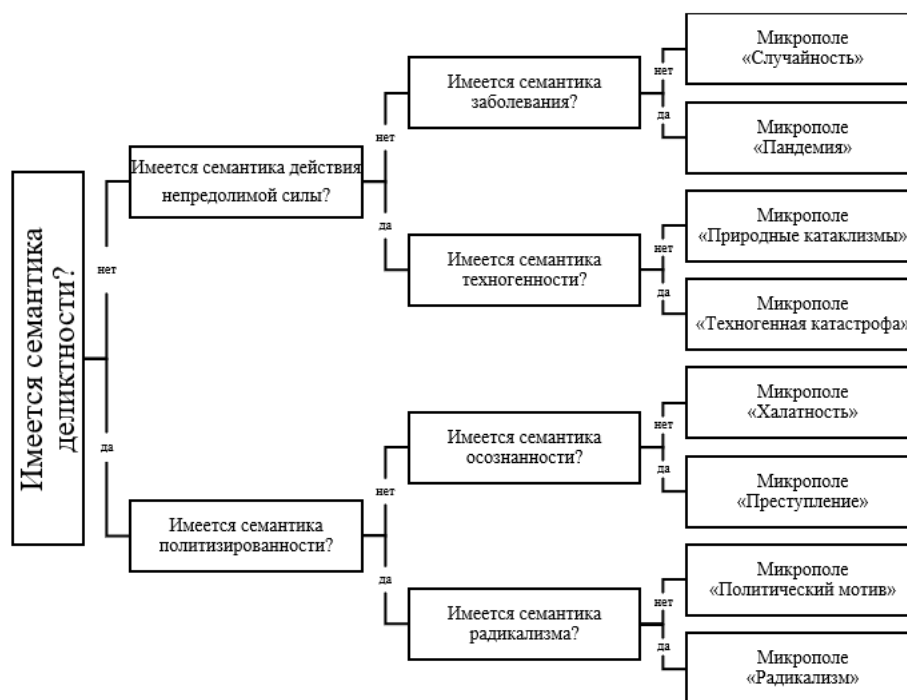 Имеется семантика
деликтности?
нет
да
Имеется семантика действия
непредолимой силы?
нет
да
Имеется семантика
политизированности?
нет
да
Имеется семантика
заболевания?
нет
да
Имеется семантика
техногенности?
нет
да
Имеется семантика
осознанности?
нет
да
Имеется семантика
радикализма?
нет
да
Микрополе
«Случайность»
Микрополе
«Пандемия»
Микрополе
«Природные катаклизмы»
Микрополе
«Техногенная катастрофа»
Микрополе
«Халатность»
Микрополе
«Преступление»
Микрополе
«Политический мотив»
Микрополе
«Радикализм»